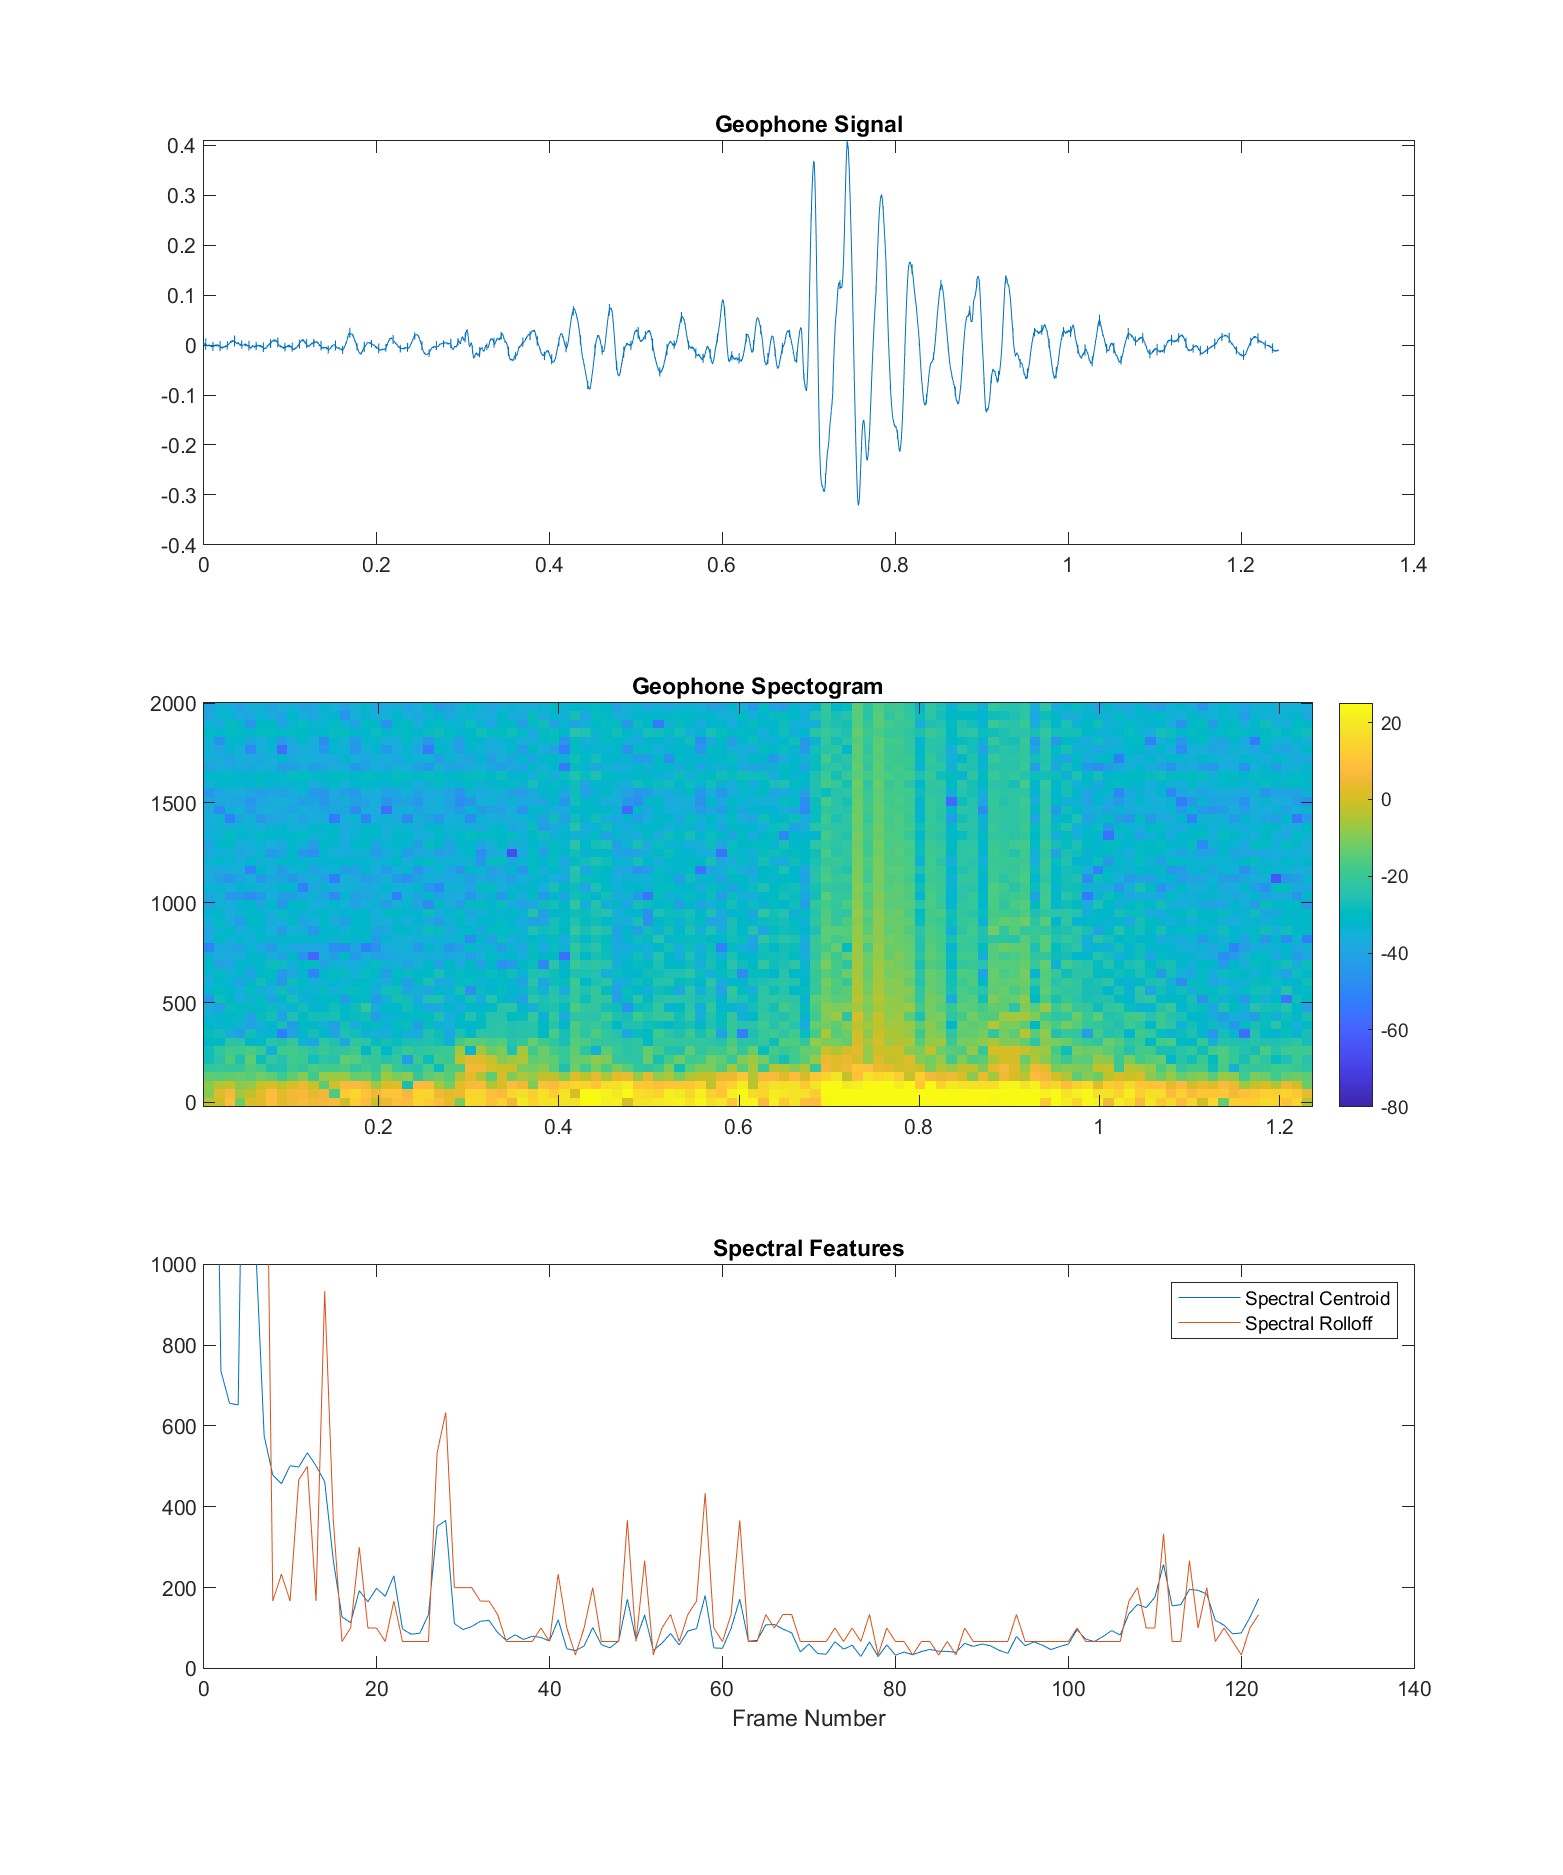 Geophone Signal
0.4
0.3
0.2
0.1
0
-0.1
-0.2
-0.3
-0.4
0 0.2 0.4 0.6 0.8 1 1.2 1.4
Geophone Spectogram
2000
1500
1000
500
0
0.2 0.4 0.6 0.8 1 1.2
20
0
-20
-40
-60
-80
Spectral Features
1000
800
600
400
200
0
Spectral Centroid
Spectral Rolloff
0 20 40 60 80 100 120 140
Frame Number